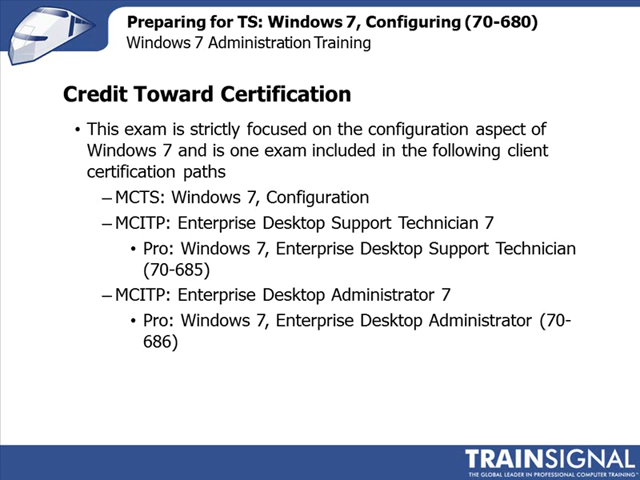 Preparing for TS: Windows 7, Configuring (70-680)
Windows 7 Administration Training
Credit Toward Certification
• This exam is strictly focused on the configuration aspect of
Windows 7 and is one exam included in the following client
certification paths
– MCTS: Windows 7, Configuration
– MCITP: Enterprise Desktop Support Technician 7
• Pro: Windows 7, Enterprise Desktop Support Technician
(70-685)
– MCITP: Enterprise Desktop Administrator 7
• Pro: Windows 7, Enterprise Desktop Administrator (70-
686)
TRAINSIGNAL
THE GLOBAL LEADER IN PROFESSIONAL COMPUTER TRAINING™